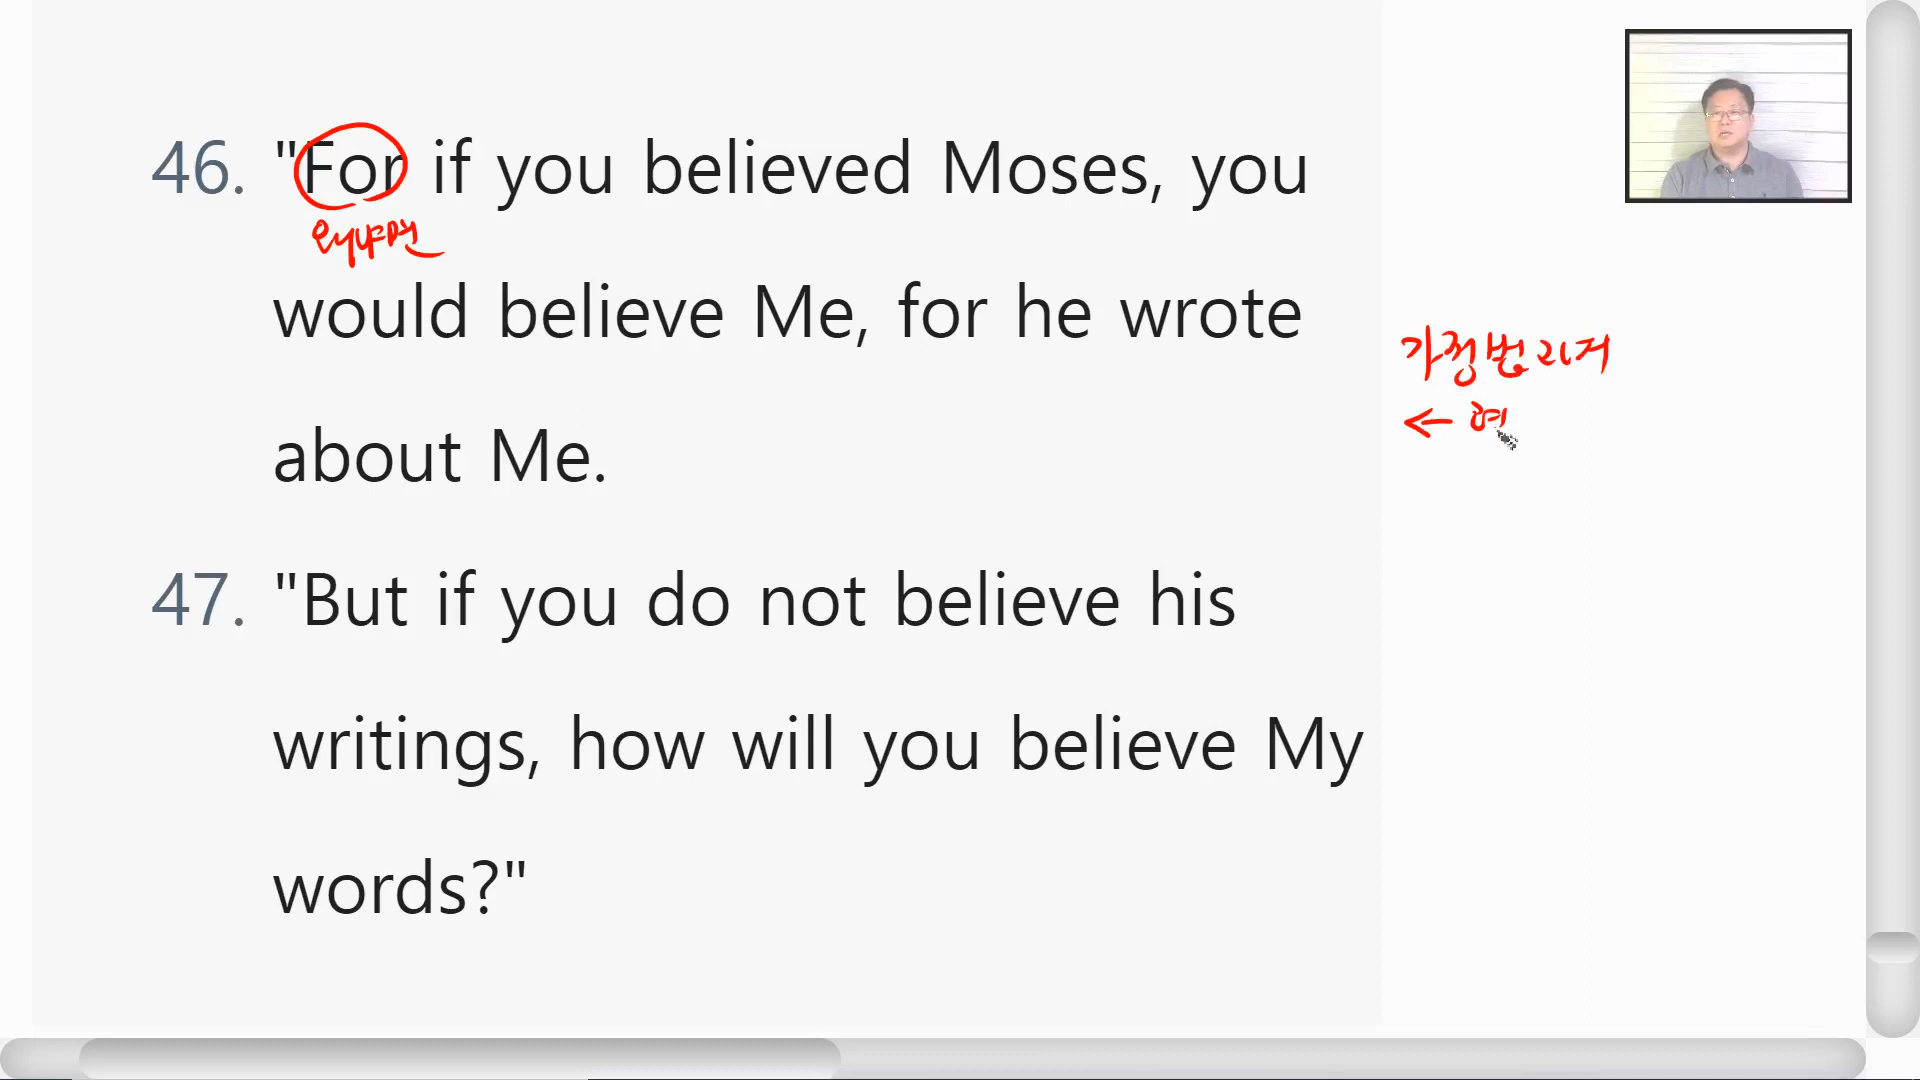 46. "For if you believed Moses, you
왜냐면
would believe Me, for he wrote
about Me.
가정법 과거
←
47. "But if you do not believe his
writings, how will you believe My
words?"